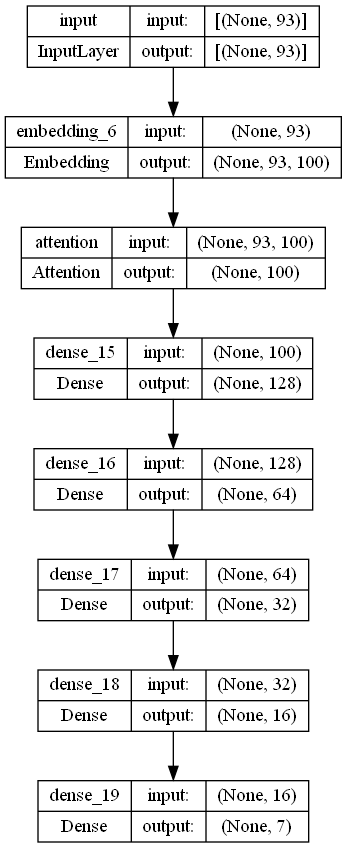 input input: [(None, 93)]
InputLayer output: [(None, 93)]
embedding_6 input: (None, 93)
Embedding output: (None, 93, 100)
attention input: (None, 93, 100)
Attention output: (None, 100)
dense_15 input: (None, 100)
Dense output: (None, 128)
dense_16 input: (None, 128)
Dense output: (None, 64)
dense_17 input: (None, 64)
Dense output: (None, 32)
dense_18 input: (None, 32)
Dense output: (None, 16)
dense_19 input: (None, 16)
Dense output: (None, 7)